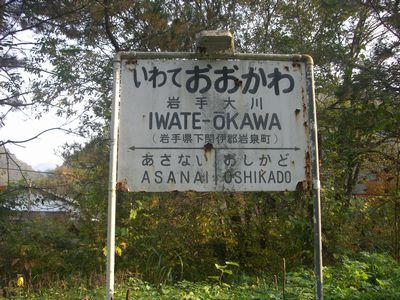 いわておおかわ
岩手大川
IWATE-ŌKAWA
(岩手県下閉伊郡岩泉町)
あさない おしかど
ASANAI OSHIKADO